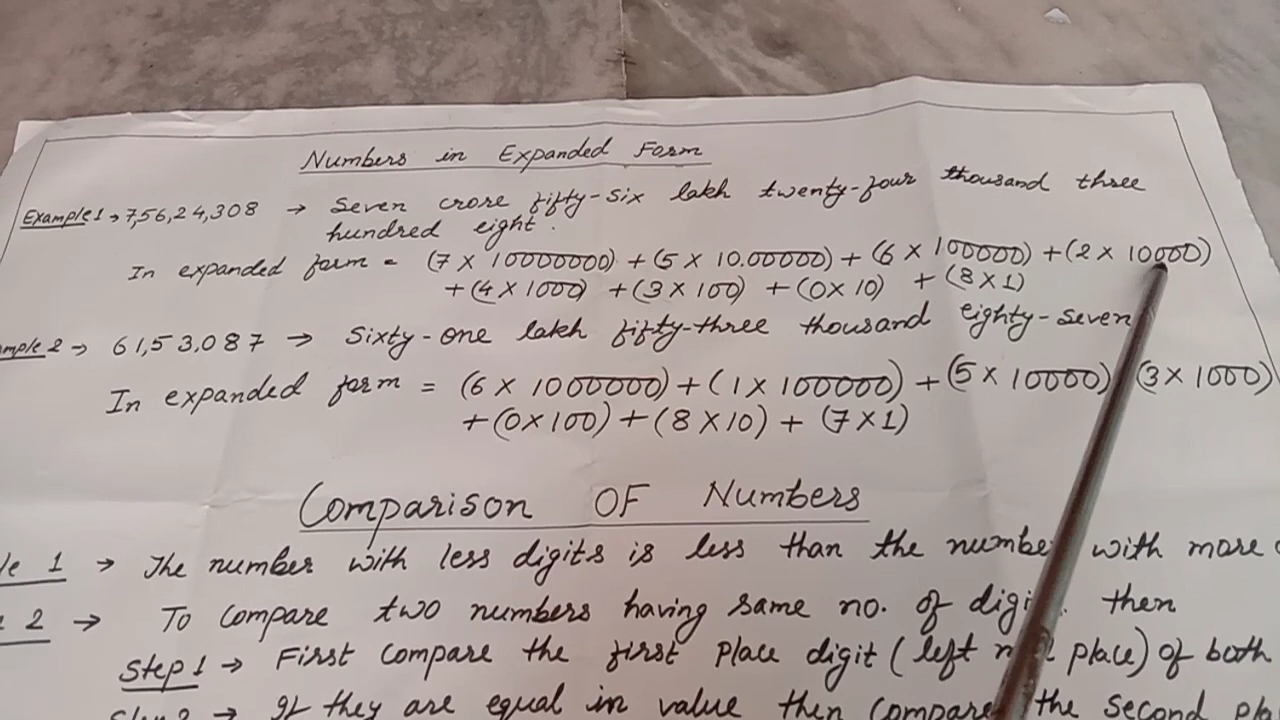 Numbers in Expanded Form
Example 1 → 7,56,24,308 → Seven crore fifty-six lakh twenty-four thousand three
hundred eight.
In expanded form = (7 × 10000000) + (5 × 10.00000) + (6 × 100000) + (2 × 10000)
+ (4 × 1000) + (3 × 100) + (0 × 10) + (8 × 1)
mple 2 → 61,53,087 → Sixty-one lakh fifty-three thousand eighty-seven
In expanded form = (6 × 1000000) + (1 × 100000) + (5 × 10000) (3 × 1000)
+ (0 × 100) + (8 × 10) + (7 × 1)
Comparison OF Numbers
le 1 → The number with less digits is less than the number with more
2 → To compare two numbers having same no. of digi then
Step 1 → First compare the first place digit (left place) of both
→ If they are equal in value then compare the second